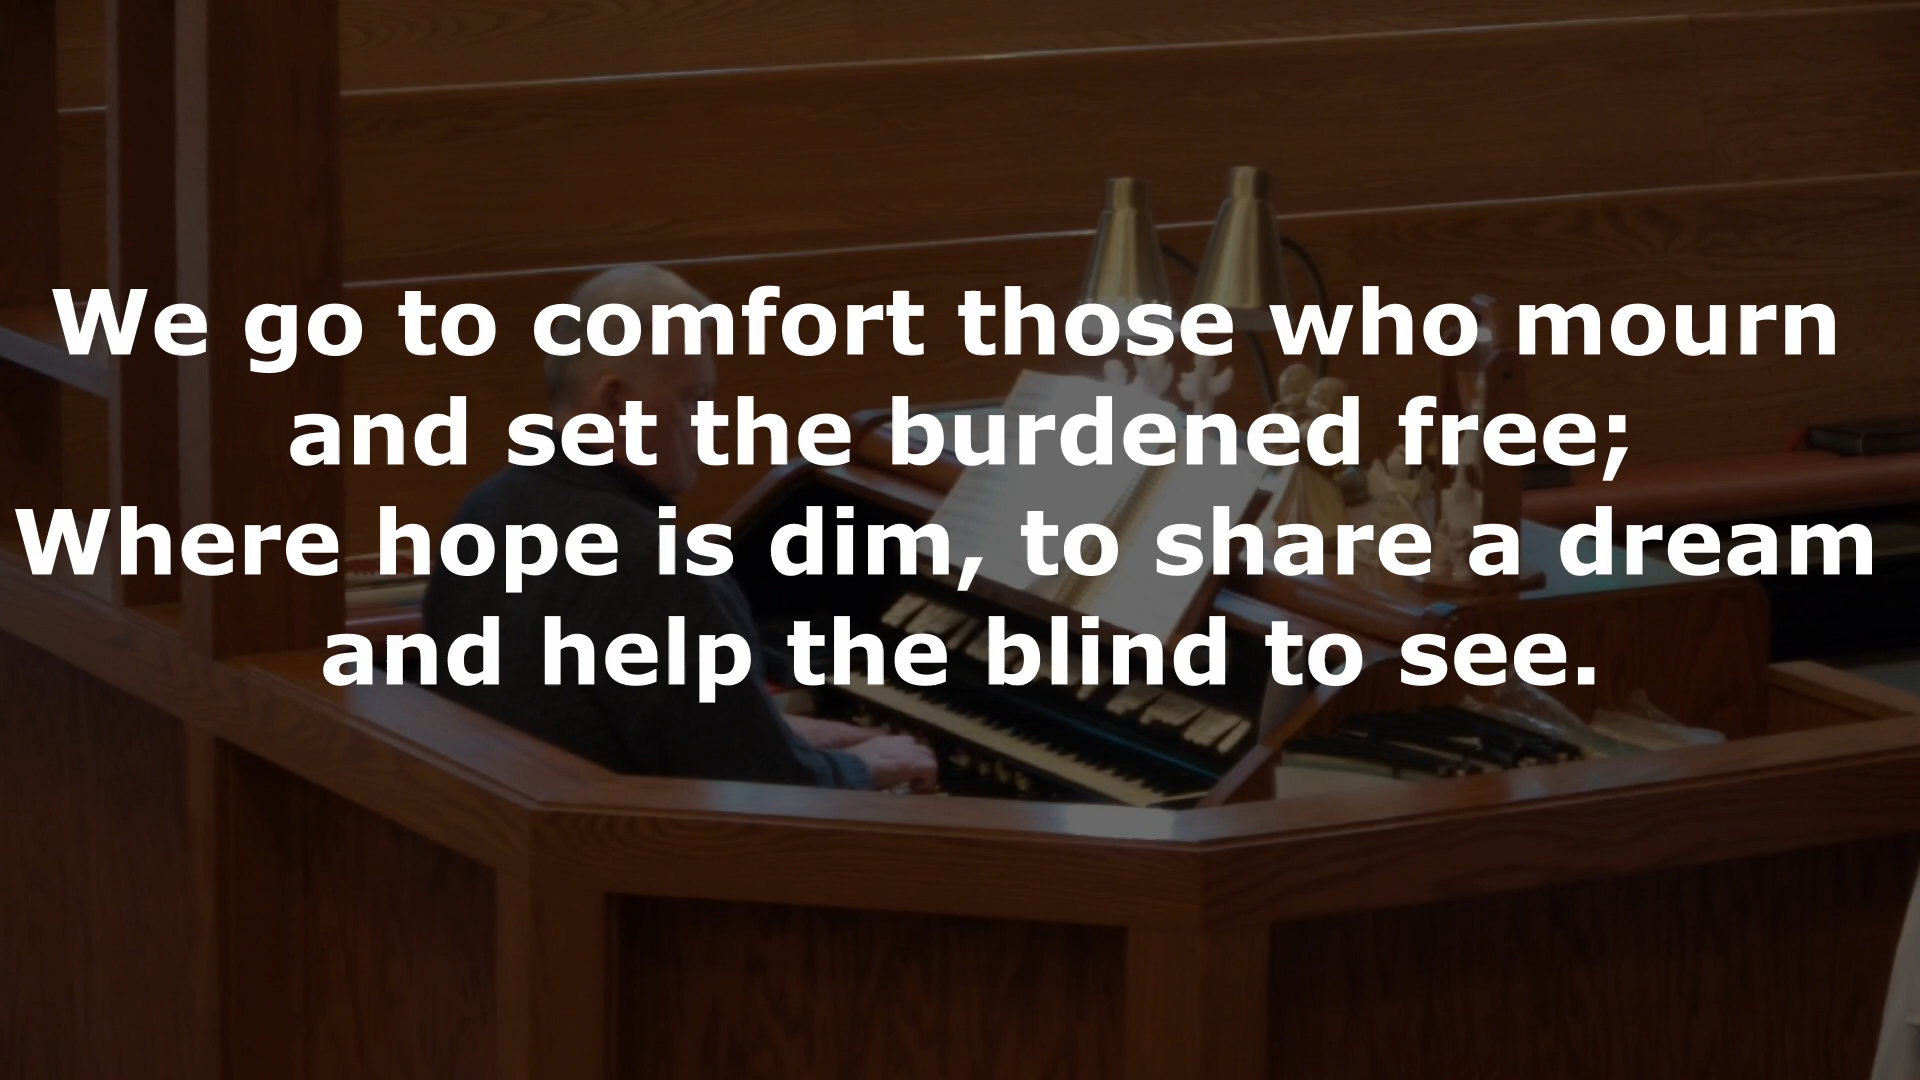 We go to comfort those who mourn
and set the burdened free;
Where hope is dim, to share a dream
and help the blind to see.